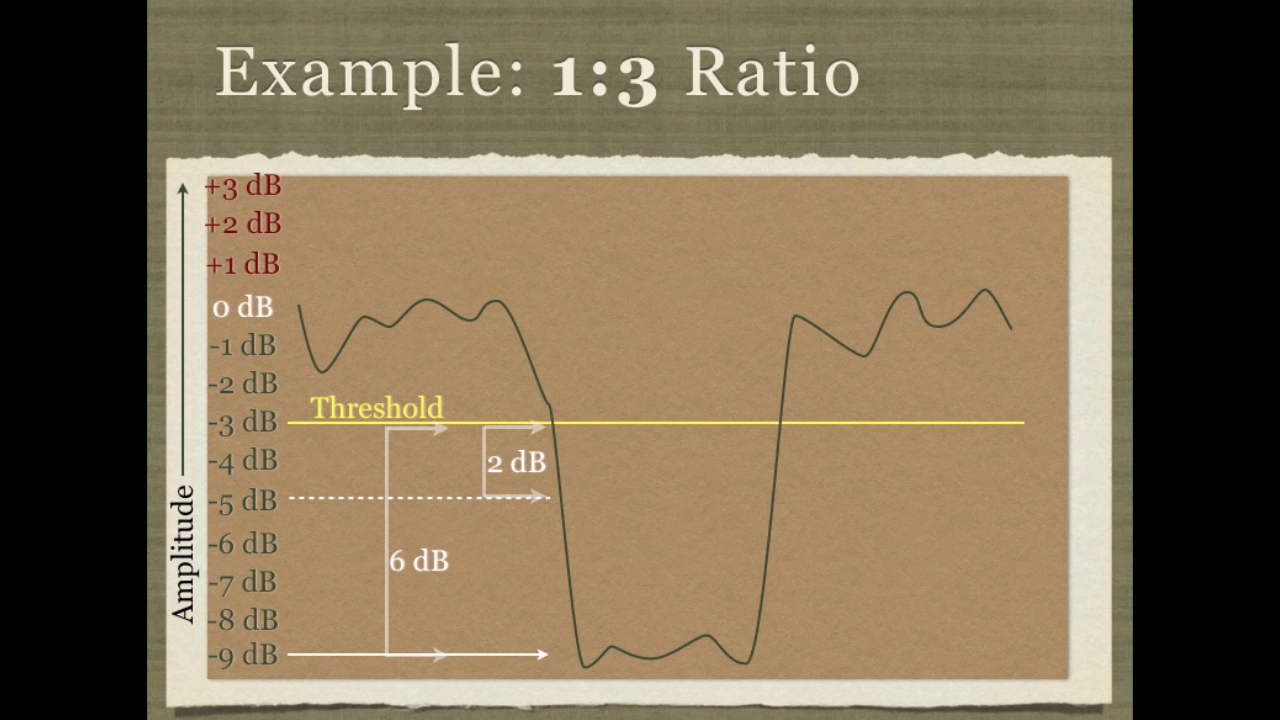 Example: 1:3 Ratio
+3 dB
+2 dB
+1 dB
0 dB
-1 dB
-2 dB
Threshold
-3 dB
-4 dB
2 dB
-5 dB
-6 dB
6 dB
-7 dB
-8 dB
-9 dB
Amplitude